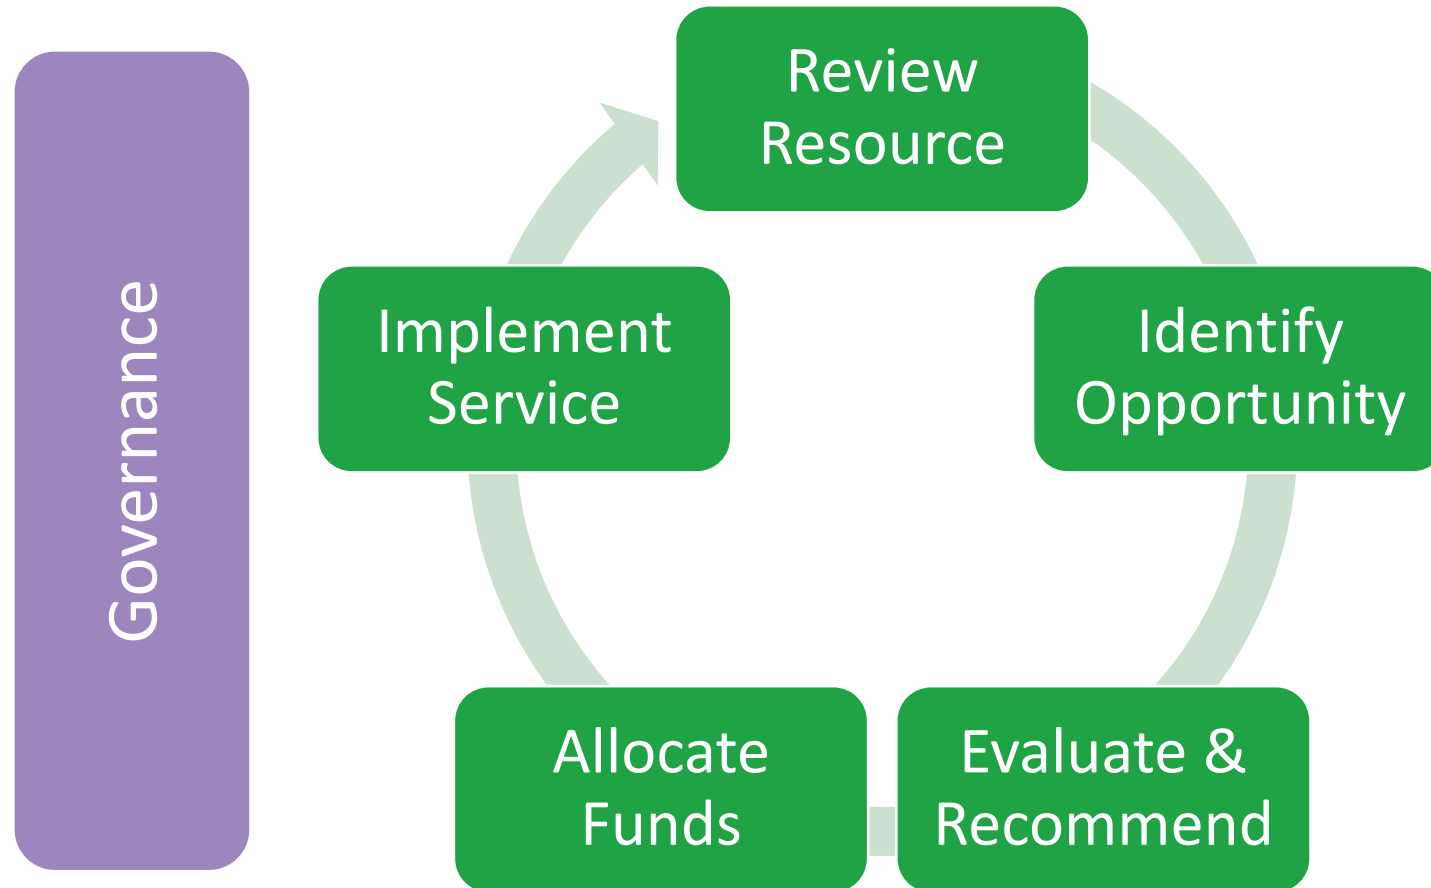 Governance
Review
Resource
Identify
Opportunity
Evaluate &
Recommend
Allocate
Funds
Implement
Service